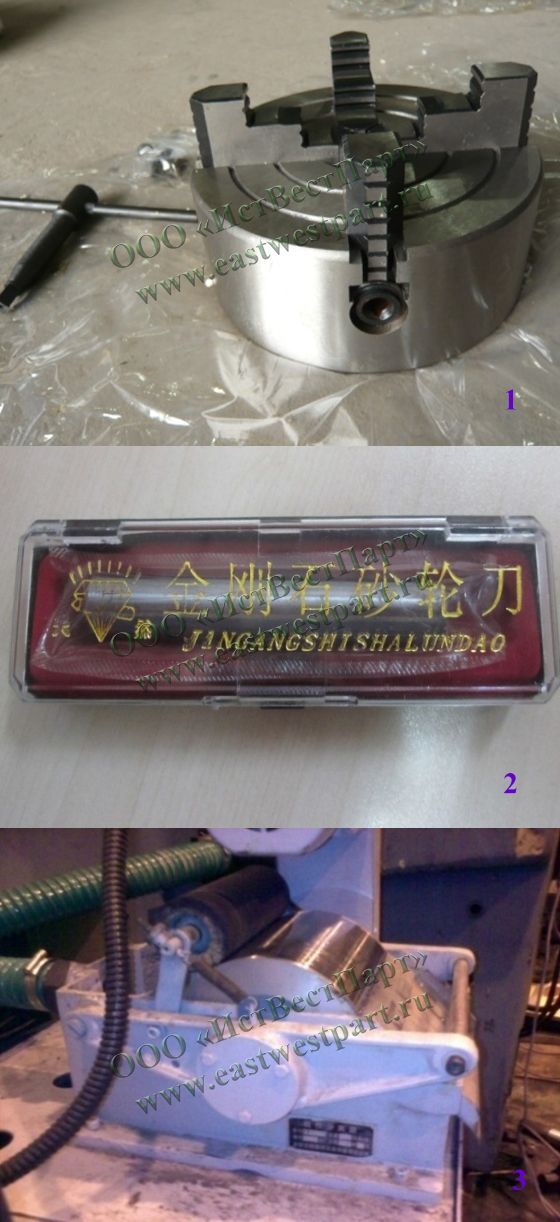 ООО «ИстВестПарт»
www.eastwestpart.ru
1
金刚石砂轮刀
JINGANGSHISHALUNDAO
ООО «ИстВестПарт»
www.eastwestpart.ru
2
ООО «ИстВестПарт»
www.eastwestpart.ru
3